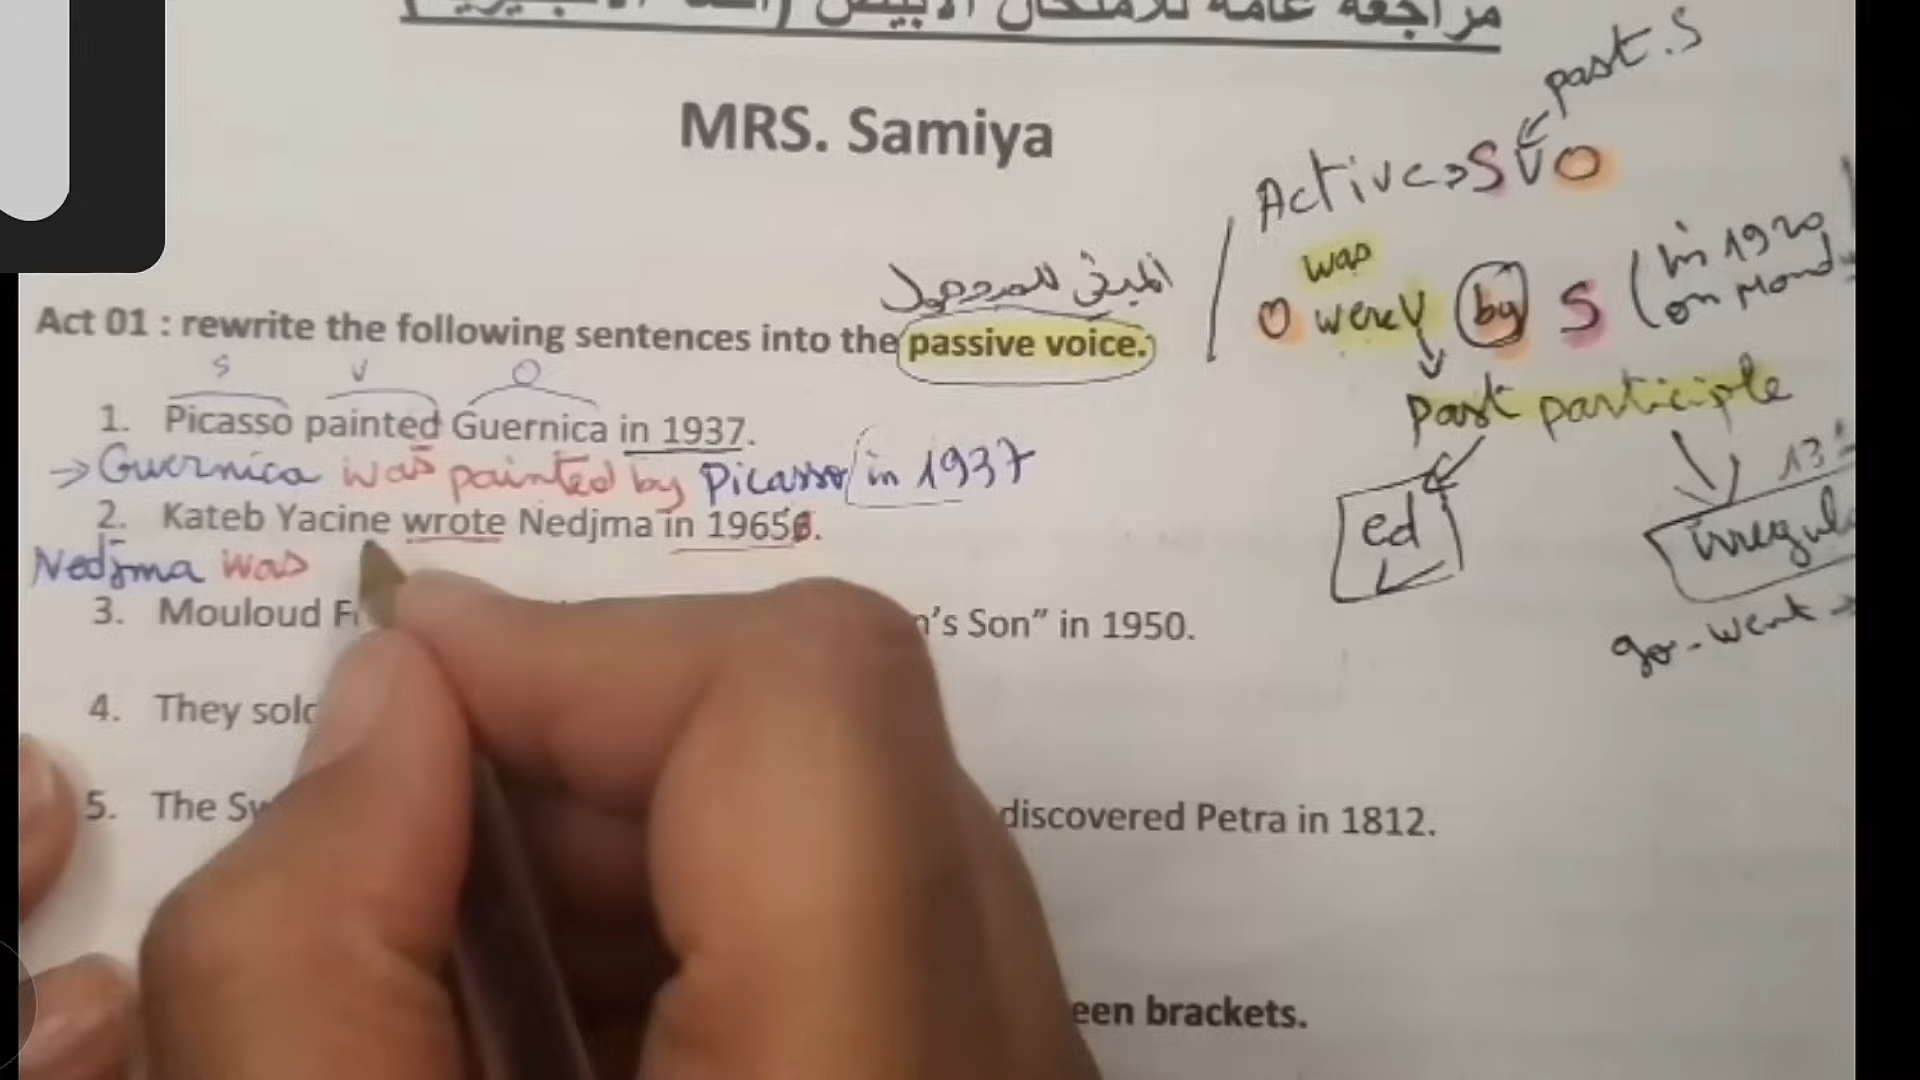 مراجعة عامة للامتحان الأبيض
MRS. Samiya
past.S
Active => S V O
was
O were V by S (in 1920
on Mond
past participle
ed
go - went →
المبني للمجهول
Act 01 : rewrite the following sentences into the passive voice.
S V O
1. Picasso painted Guernica in 1937.
→ Guernica was painted by Picasso in 1937
2. Kateb Yacine wrote Nedjma in 1956.
Nedjma was
3. Mouloud 's Son” in 1950.
4. They sold
5. The discovered Petra in 1812.
brackets.